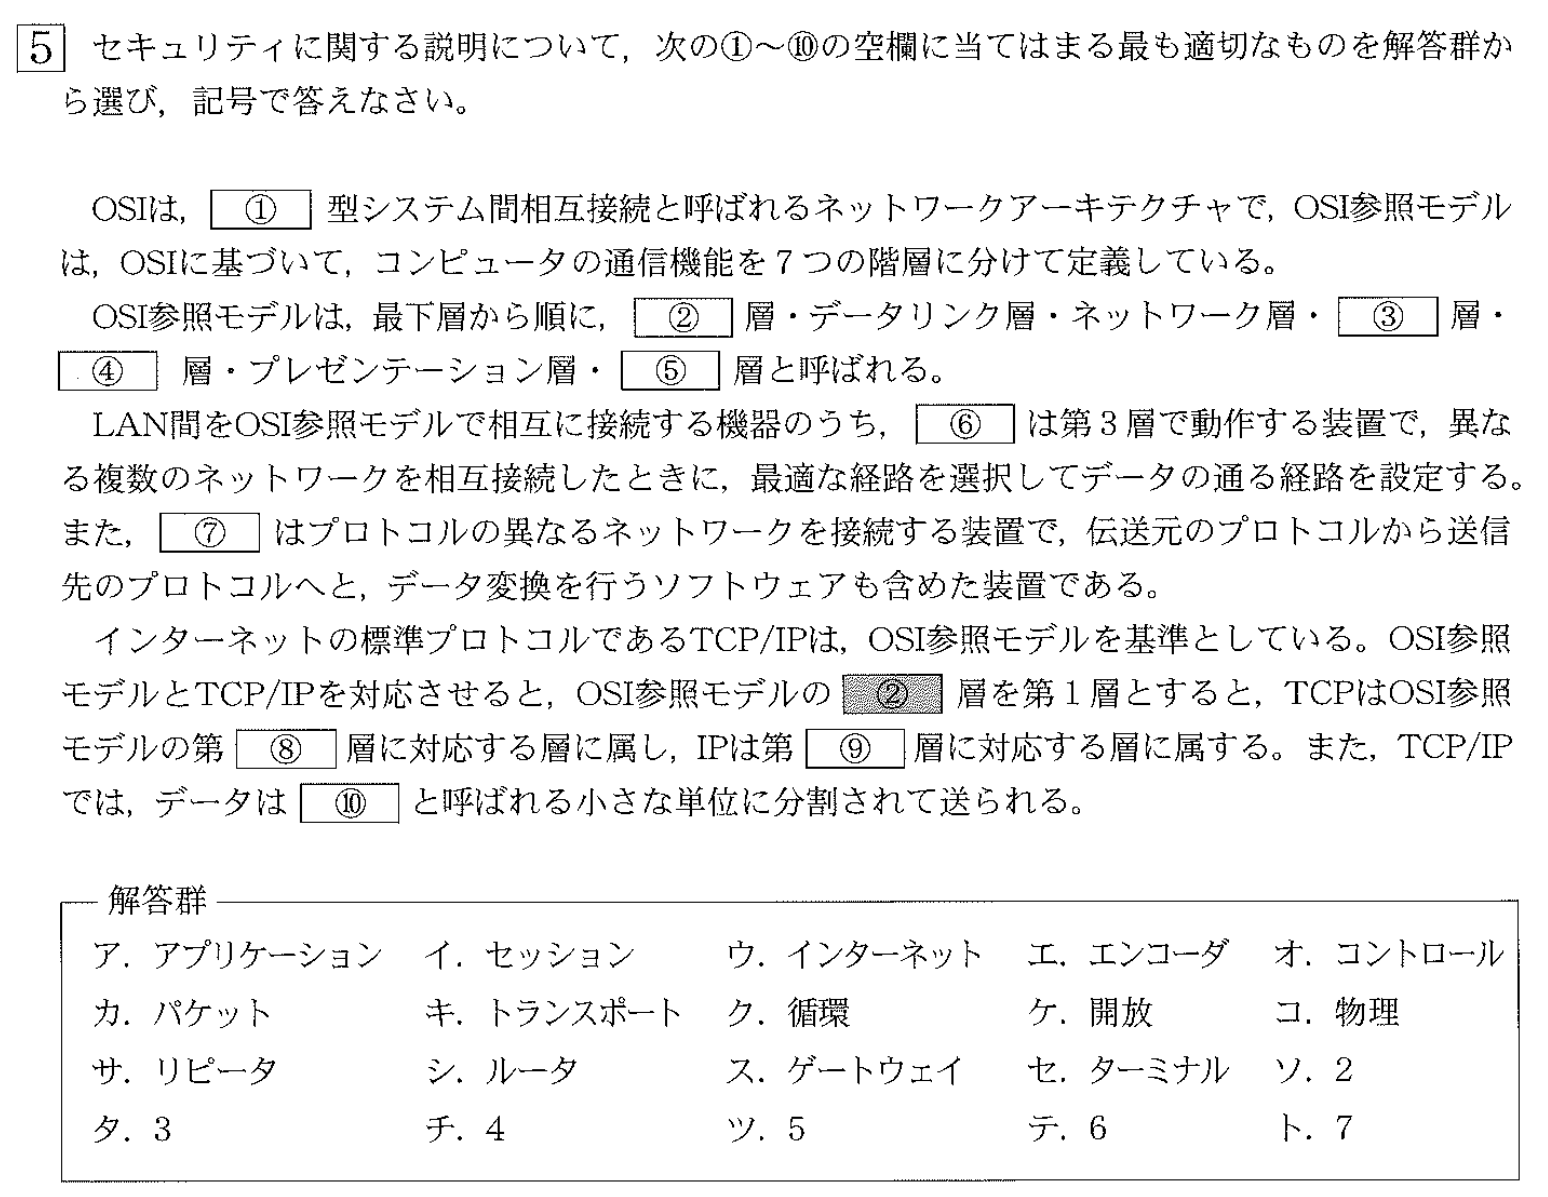 5 セキュリティに関する説明について，次の①～⑩の空欄に当てはまる最も適切なものを解答群か
ら選び，記号で答えなさい。
OSIは，① 型システム間相互接続と呼ばれるネットワークアーキテクチャで，OSI参照モデル
は，OSIに基づいて，コンピュータの通信機能を７つの階層に分けて定義している。
OSI参照モデルは，最下層から順に，② 層・データリンク層・ネットワーク層・③ 層・
④ 層・プレゼンテーション層・⑤ 層と呼ばれる。
LAN間をOSI参照モデルで相互に接続する機器のうち，⑥ は第３層で動作する装置で，異な
る複数のネットワークを相互接続したときに，最適な経路を選択してデータの通る経路を設定する。
また，⑦ はプロトコルの異なるネットワークを接続する装置で，伝送元のプロトコルから送信
先のプロトコルへと，データ変換を行うソフトウェアも含めた装置である。
インターネットの標準プロトコルであるTCP/IPは，OSI参照モデルを基準としている。OSI参照
モデルとTCP/IPを対応させると，OSI参照モデルの ② 層を第１層とすると，TCPはOSI参照
モデルの第 ⑧ 層に対応する層に属し，IPは第 ⑨ 層に対応する層に属する。また，TCP/IP
では，データは ⑩ と呼ばれる小さな単位に分割されて送られる。
解答群
ア．アプリケーション イ．セッション ウ．インターネット エ．エンコーダ オ．コントロール
カ．パケット キ．トランスポート ク．循環 ケ．開放 コ．物理
サ．リピータ シ．ルータ ス．ゲートウェイ セ．ターミナル ソ．2
タ．3 チ．4 ツ．5 テ．6 ト．7